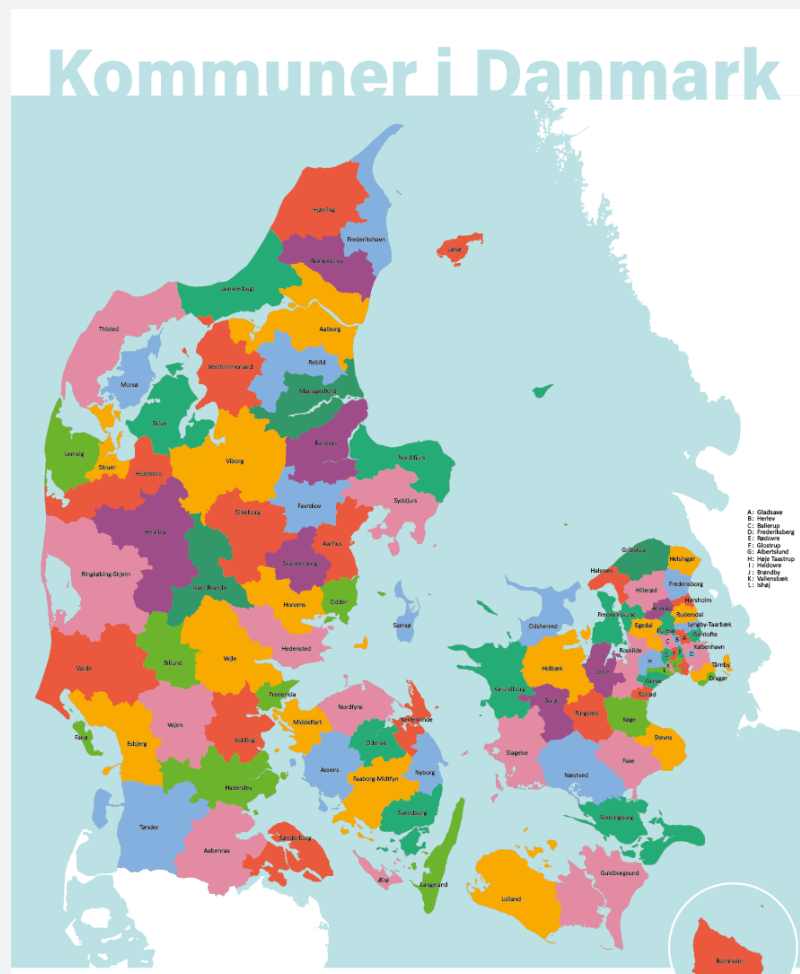 Kommuner i Danmark
Hjørring
Frederikshavn
Læsø
Brønderslev
Jammerbugt
Thisted
Aalborg
Vesthimmerland
Rebild
Morsø
Mariagerfjord
Skive
Randers
Lemvig
Struer
Viborg
Norddjurs
Holstebro
Syddjurs
Favrskov
Silkeborg
Herning
Aarhus
Skanderborg
Ringkøbing-Skjern
Ikast-Brande
Horsens
Odder
Samsø
Hedensted
Varde
Billund
Vejle
Fredericia
Vejen
Kolding
Middelfart
Nordfyns
Kerteminde
Fanø
Esbjerg
Odense
Assens
Nyborg
Faaborg-Midtfyn
Haderslev
Svendborg
Tønder
Aabenraa
Sønderborg
Ærø
Langeland
A: Gladsaxe
B: Herlev
C: Ballerup
D: Frederiksberg
E: Rødovre
F: Glostrup
G: Albertslund
H: Høje Taastrup
I: Hvidovre
J: Brøndby
K: Vallensbæk
L: Ishøj
Gribskov
Helsingør
Halsnæs
Hillerød
Fredensborg
Hørsholm
Allerød
Rudersdal
Frederikssund
Egedal
Furesø
Lyngby-Taarbæk
Gentofte
Odsherred
København
Roskilde
Tårnby
Dragør
Holbæk
Lejre
Greve
Solrød
Kalundborg
Sorø
Ringsted
Køge
Stevns
Slagelse
Faxe
Næstved
Vordingborg
Guldborgsund
Lolland
Bornholm